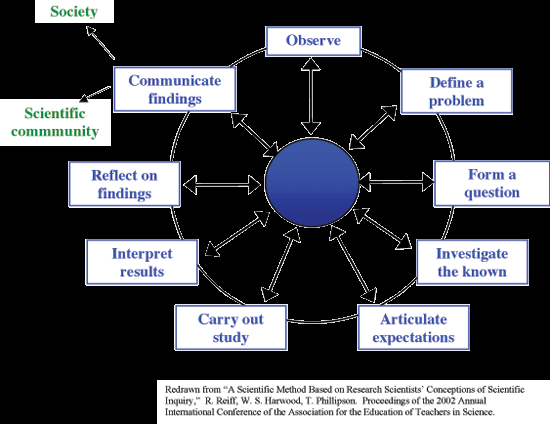 Society
Observe
Communicate
findings
Define a
problem
Scientific
commmunity
Reflect on
findings
Form a
question
Interpret
results
Investigate
the known
Carry out
study
Articulate
expectations
Redrawn from “A Scientific Method Based on Research Scientists’ Conceptions of Scientific
Inquiry,” R. Reiff, W. S. Harwood, T. Phillipson. Proceedings of the 2002 Annual
International Conference of the Association for the Education of Teachers in Science.